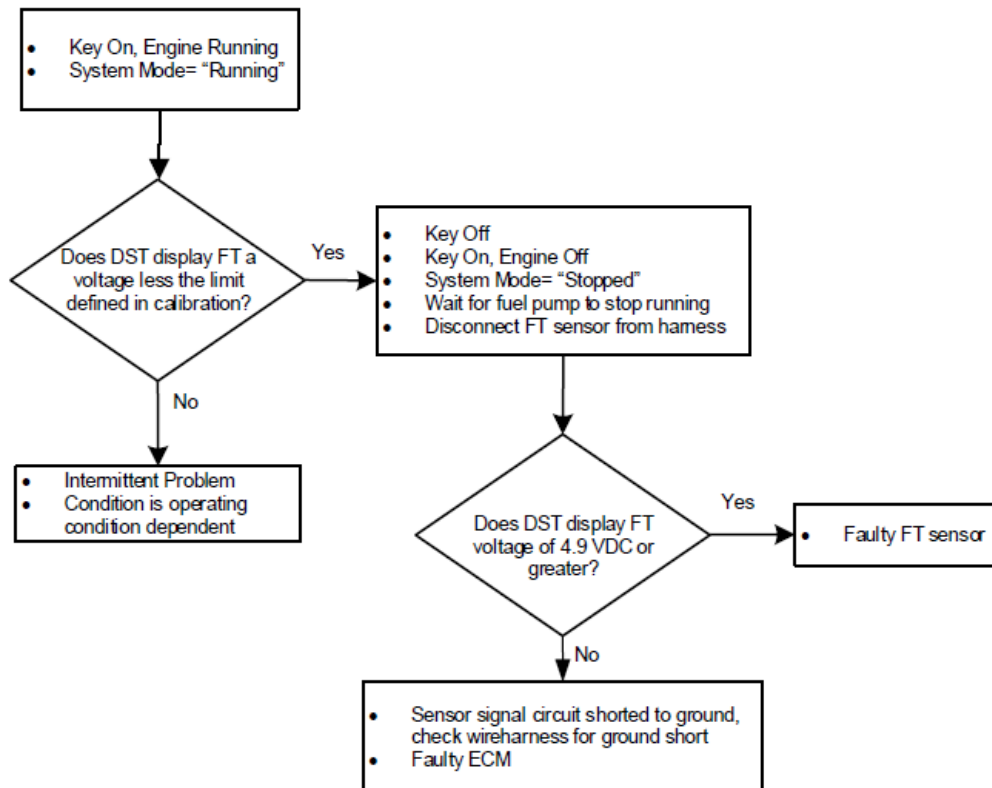 • Key On, Engine Running
• System Mode= “Running”
Does DST display FT a
voltage less the limit
defined in calibration?
Yes
• Key Off
• Key On, Engine Off
• System Mode= “Stopped”
• Wait for fuel pump to stop running
• Disconnect FT sensor from harness
No
• Intermittent Problem
• Condition is operating
condition dependent
Does DST display FT
voltage of 4.9 VDC or
greater?
Yes
• Faulty FT sensor
No
• Sensor signal circuit shorted to ground,
check wireharness for ground short
• Faulty ECM